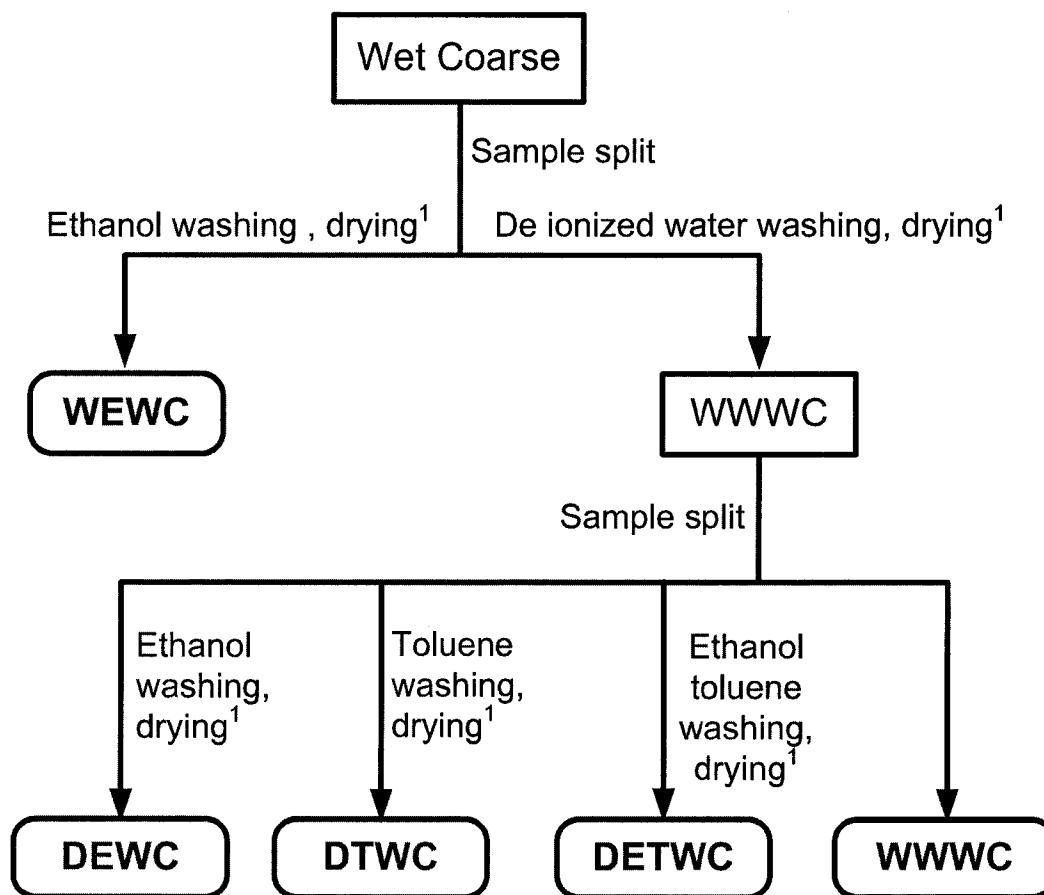 Wet Coarse
Sample split
Ethanol washing , drying1
De ionized water washing, drying1
WEWC
WWWC
Sample split
Ethanol
washing,
drying1
Toluene
washing,
drying1
Ethanol
toluene
washing,
drying1
DEWC
DTWC
DETWC
WWWC